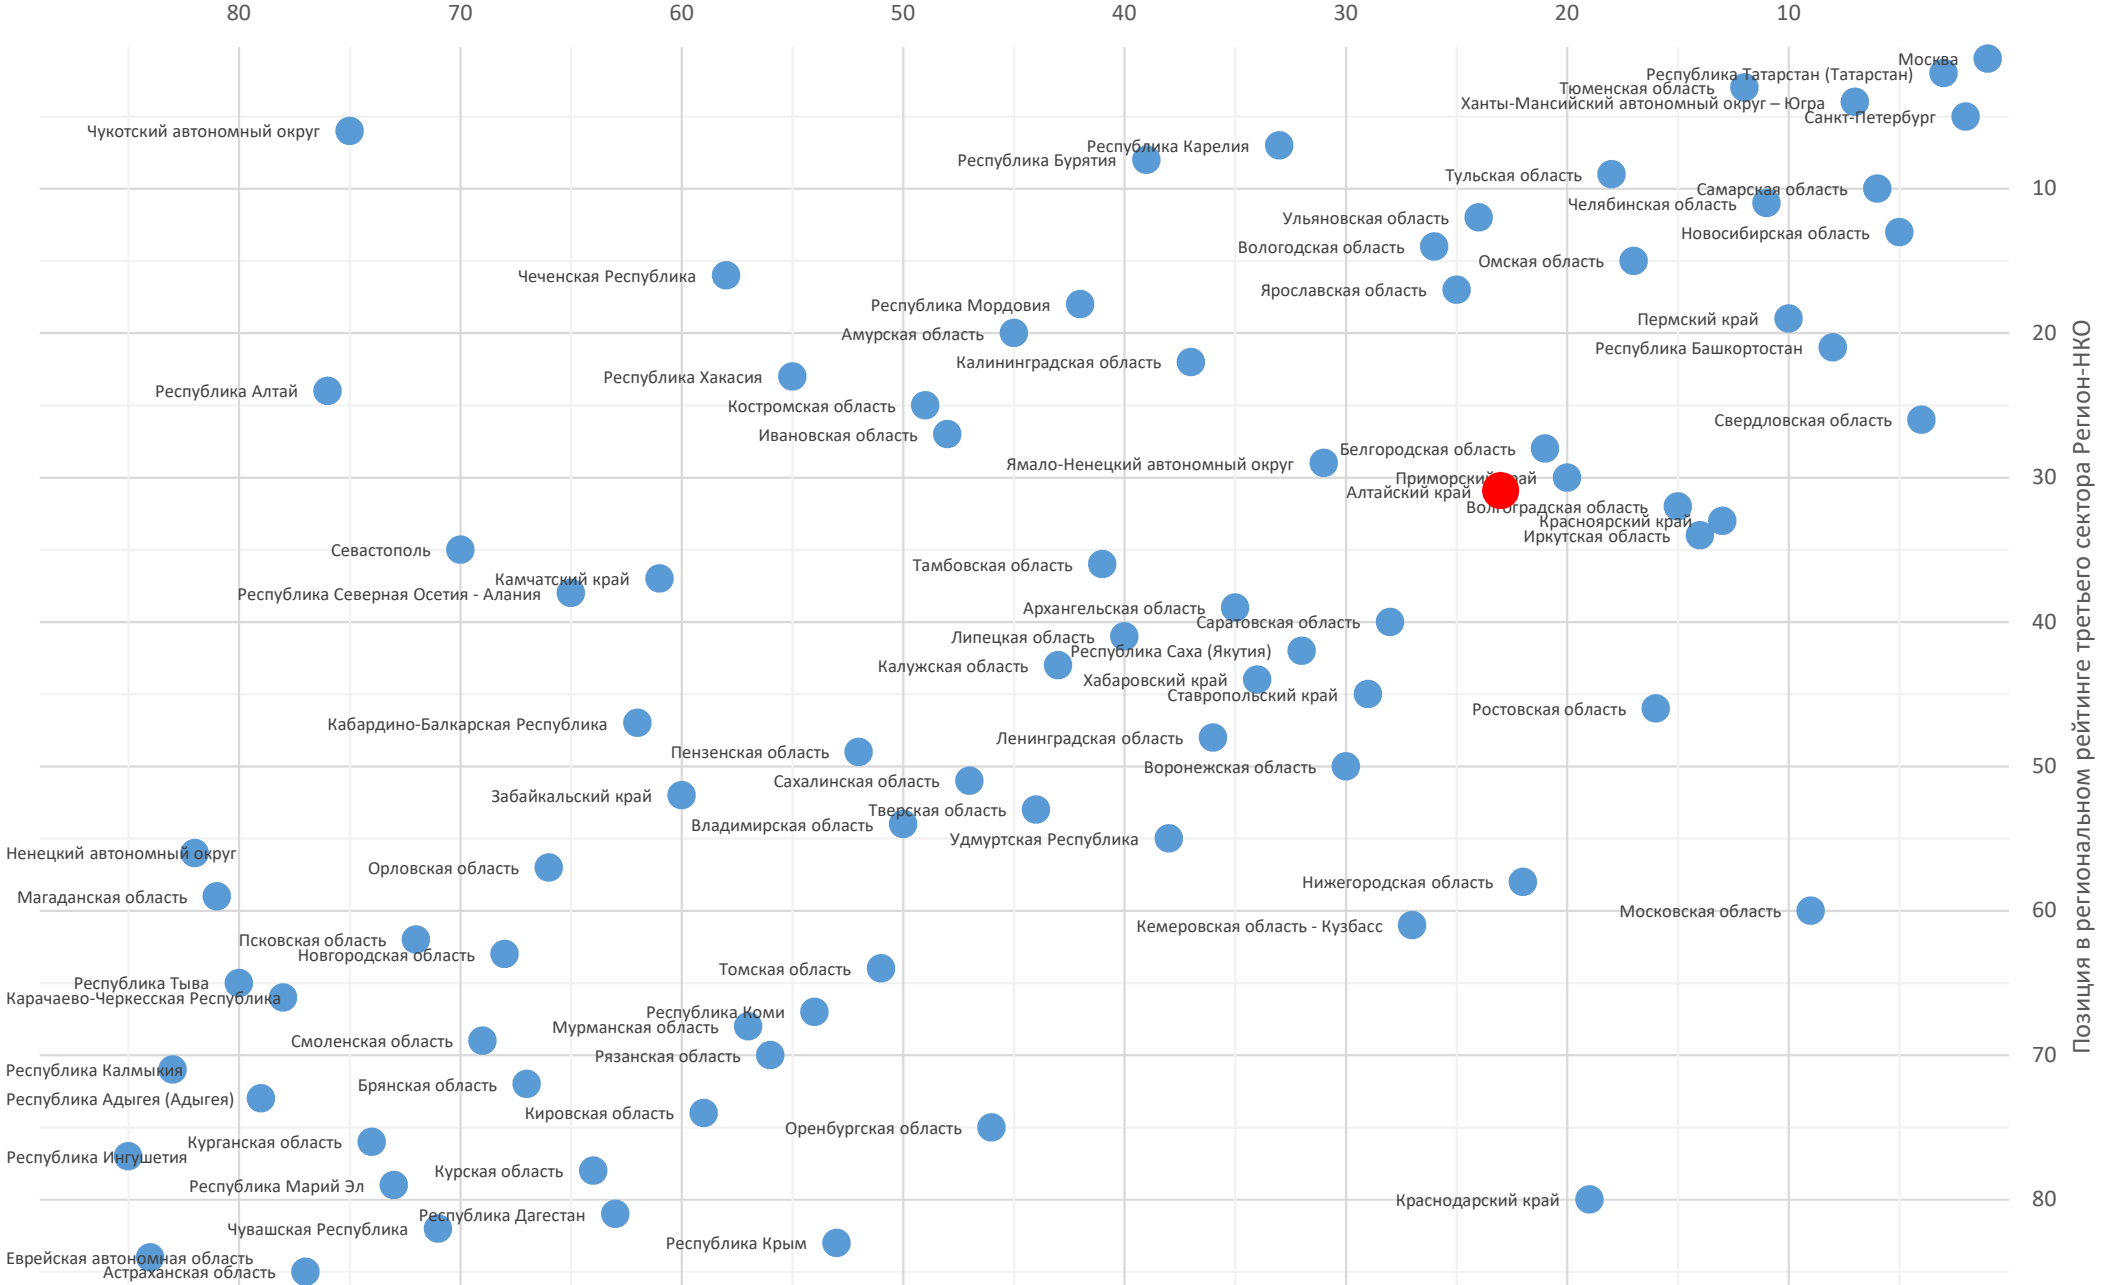 80 70 60 50 40 30 20 10
Москва
Республика Татарстан (Татарстан)
Тюменская область
Ханты-Мансийский автономный округ – Югра
Санкт-Петербург
Чукотский автономный округ
Республика Карелия
Республика Бурятия
Тульская область
Самарская область
10
Челябинская область
Ульяновская область
Новосибирская область
Вологодская область
Омская область
Чеченская Республика
Ярославская область
Республика Мордовия
Пермский край
Амурская область
20
Республика Башкортостан
Калининградская область
Республика Хакасия
Республика Алтай
Костромская область
Свердловская область
Ивановская область
Белгородская область
Ямало-Ненецкий автономный округ
Приморский край
30
Алтайский край
Волгоградская область
Красноярский край
Иркутская область
Севастополь
Тамбовская область
Камчатский край
Республика Северная Осетия - Алания
Архангельская область
Саратовская область
40
Липецкая область
Республика Саха (Якутия)
Калужская область
Хабаровский край
Ставропольский край
Ростовская область
Кабардино-Балкарская Республика
Ленинградская область
Пензенская область
Воронежская область
50
Сахалинская область
Забайкальский край
Тверская область
Владимирская область
Удмуртская Республика
Ненецкий автономный округ
Орловская область
Нижегородская область
Магаданская область
Московская область
60
Кемеровская область - Кузбасс
Псковская область
Новгородская область
Томская область
Республика Тыва
Карачаево-Черкесская Республика
Республика Коми
Мурманская область
Смоленская область
Рязанская область
70
Республика Калмыкия
Брянская область
Республика Адыгея (Адыгея)
Кировская область
Оренбургская область
Курганская область
Республика Ингушетия
Курская область
Республика Марий Эл
Краснодарский край
80
Республика Дагестан
Чувашская Республика
Республика Крым
Еврейская автономная область
Астраханская область
Позиция в региональном рейтинге третьего сектора Регион-НКО